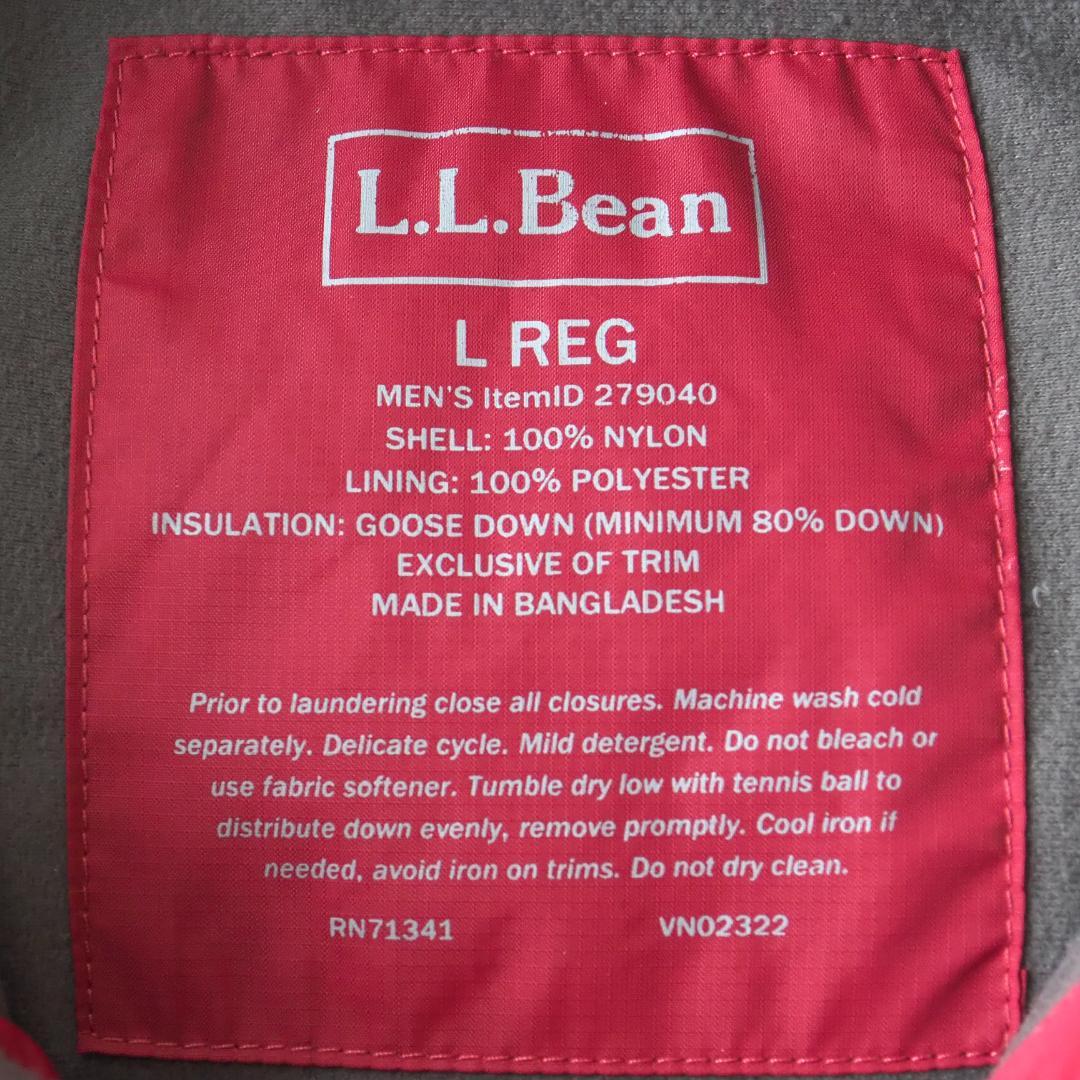 L.L.Bean
L REG
MEN'S ItemID 279040
SHELL: 100% NYLON
LINING: 100% POLYESTER
INSULATION: GOOSE DOWN (MINIMUM 80% DOWN)
EXCLUSIVE OF TRIM
MADE IN BANGLADESH
Prior to laundering close all closures. Machine wash cold
separately. Delicate cycle. Mild detergent. Do not bleach or
use fabric softener. Tumble dry low with tennis ball to
distribute down evenly, remove promptly. Cool iron if
needed, avoid iron on trims. Do not dry clean.
RN71341 VN02322